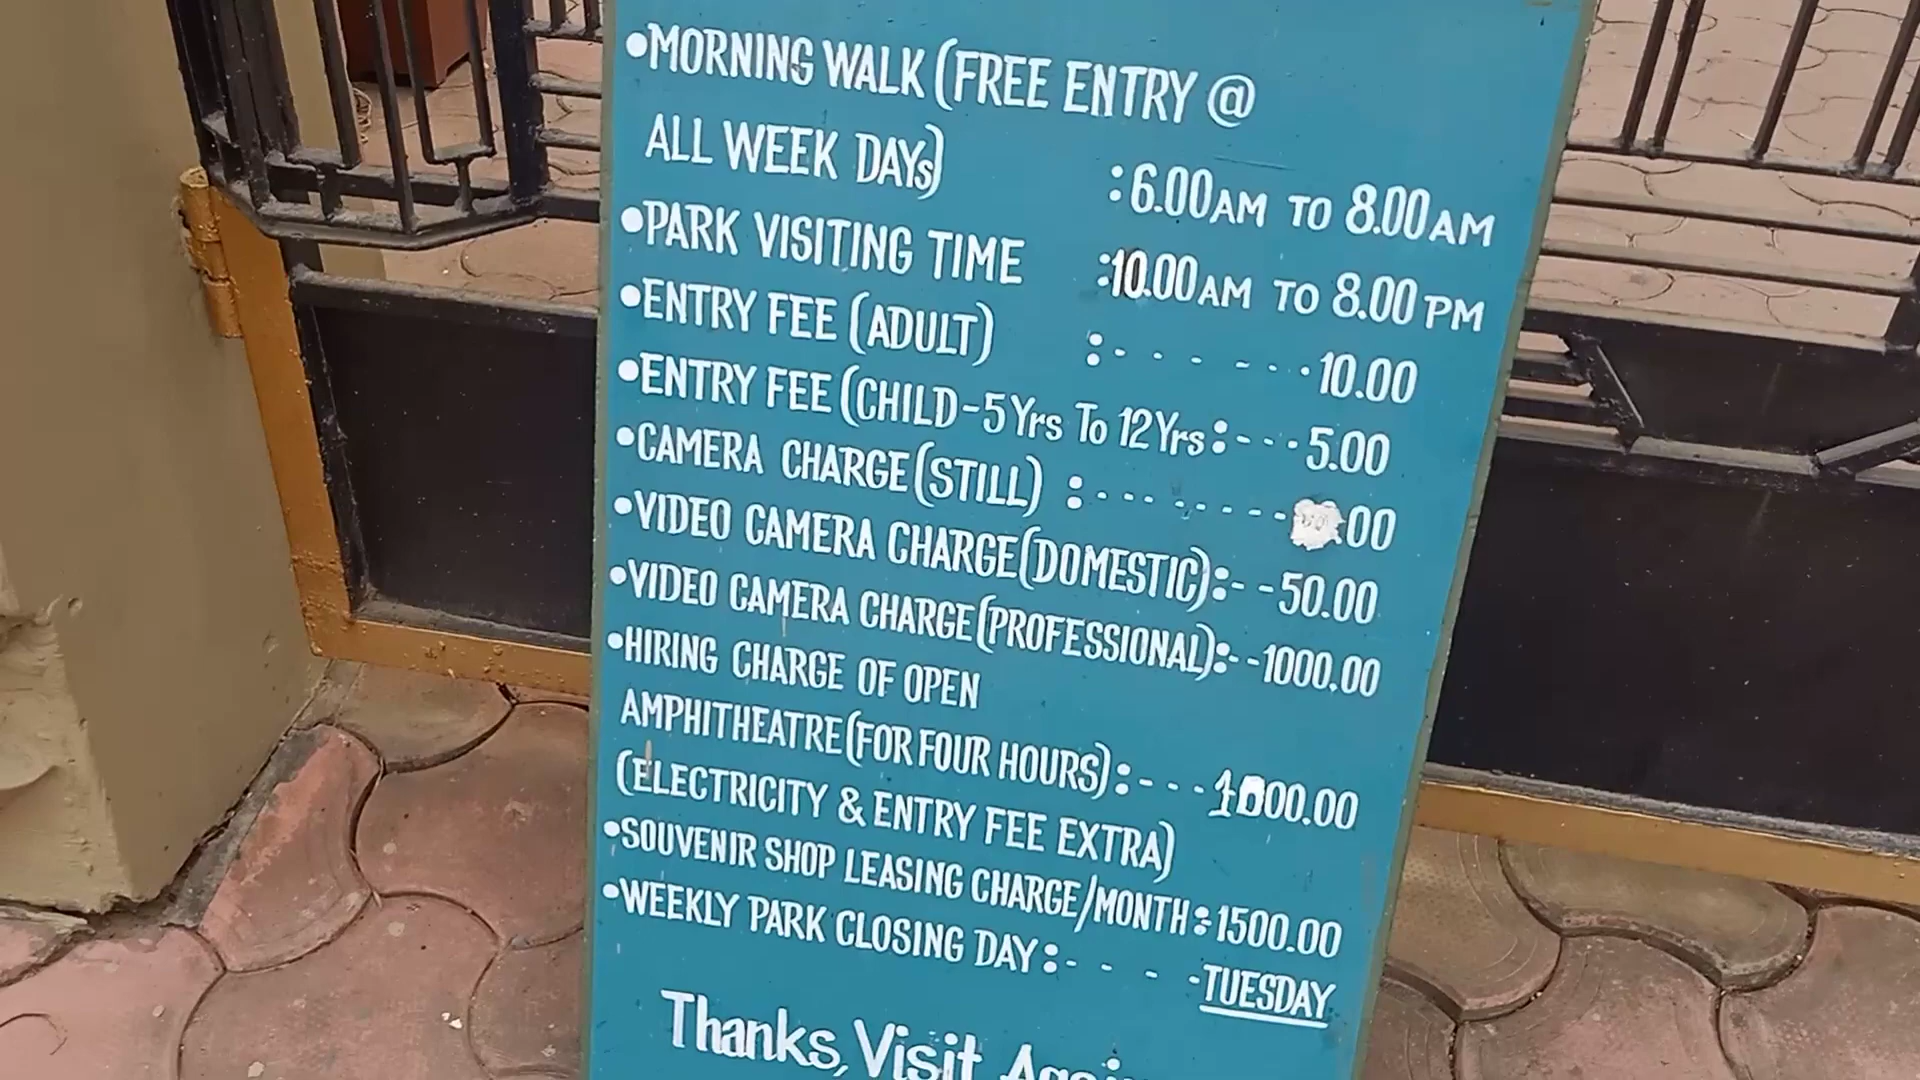 •MORNING WALK (FREE ENTRY @
ALL WEEK DAYs) :6.00AM TO 8.00AM
•PARK VISITING TIME :10.00AM TO 8.00PM
•ENTRY FEE (ADULT) :- - - - - - -10.00
•ENTRY FEE (CHILD-5Yrs To 12Yrs:- - -5.00
•CAMERA CHARGE (STILL) :- - - - - - - -00
•VIDEO CAMERA CHARGE (DOMESTIC):- -50.00
•VIDEO CAMERA CHARGE (PROFESSIONAL):- -1000.00
•HIRING CHARGE OF OPEN
AMPHITHEATRE (FOR FOUR HOURS):- - -
(ELECTRICITY & ENTRY FEE EXTRA)
•SOUVENIR SHOP LEASING CHARGE/MONTH:1500.00
•WEEKLY PARK CLOSING DAY:- - - -TUESDAY
Thanks, Visit